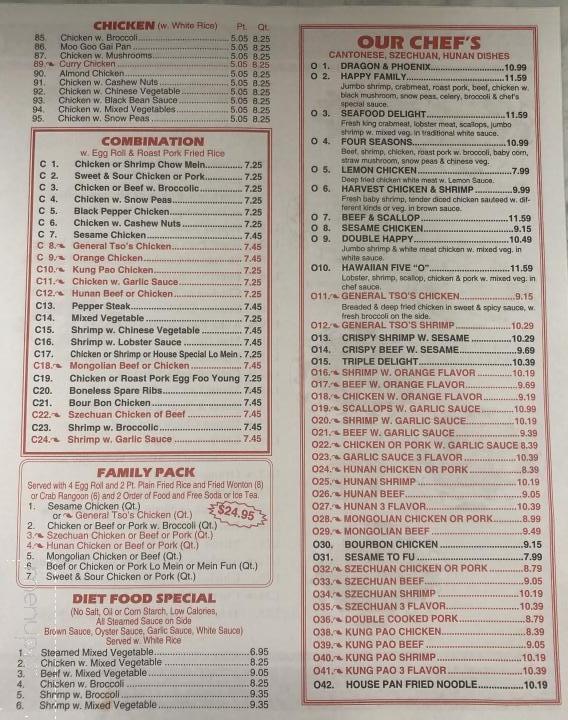 CHICKEN (w. White Rice) Pt. Qt.
85. Chicken w. Broccoli 5.05 8.25
86. Moo Goo Gai Pan 5.05 8.25
87. Chicken w. Mushrooms 5.05 8.25
89. Curry Chicken 5.05 8.25
90. Almond Chicken 5.05 8.25
91. Chicken w. Cashew Nuts 5.05 8.25
92. Chicken w. Chinese Vegetable 5.05 8.25
93. Chicken w. Black Bean Sauce 5.05 8.25
94. Chicken w. Mixed Vegetables 5.05 8.25
95. Chicken w. Snow Peas 5.05 8.25
COMBINATION
w. Egg Roll & Roast Pork Fried Rice
C 1. Chicken or Shrimp Chow Mein 7.25
C 2. Sweet & Sour Chicken or Pork 7.25
C 3. Chicken or Beef w. Broccolic 7.25
C 4. Chicken w. Snow Peas 7.25
C 5. Black Pepper Chicken 7.25
C 6. Chicken w. Cashew Nuts 7.25
C 7. Sesame Chicken 7.45
C 8. General Tso's Chicken 7.45
C 9. Orange Chicken 7.45
C10. Kung Pao Chicken 7.25
C11. Chicken w. Garlic Sauce 7.25
C12. Hunan Beef or Chicken 7.25
C13. Pepper Steak 7.45
C14. Mixed Vegetable 7.25
C15. Shrimp w. Chinese Vegetable 7.45
C16. Shrimp w. Lobster Sauce 7.45
C17. Chicken or Shrimp or House Special Lo Mein . 7.25
C18. Mongolian Beef or Chicken 7.45
C19. Chicken or Roast Pork Egg Foo Young 7.25
C20. Boneless Spare Ribs 7.45
C21. Bour Bon Chicken 7.45
C22. Szechuan Chicken of Beef 7.45
C23. Shrimp w. Broccolic 7.45
C24. Shrimp w. Garlic Sauce 7.45
FAMILY PACK
Served with 4 Egg Roll and 2 Pt. Plain Fried Rice and Fried Wonton (8)
or Crab Rangoon (6) and 2 Order of Food and Free Soda or Ice Tea.
1. Sesame Chicken (Qt.)
or General Tso's Chicken (Qt.)
$24.95
2. Chicken or Beef or Pork w. Broccoli (Qt.)
3. Szechuan Chicken or Beef or Pork (Qt.)
4. Hunan Chicken or Beef or Pork (Qt.)
5. Mongolian Chicken or Beef (Qt.)
6. Beef or Chicken or Pork Lo Mein or Mein Fun (Qt.)
7. Sweet & Sour Chicken or Pork (Qt.)
DIET FOOD SPECIAL
(No Salt, Oil or Corn Starch, Low Calories,
All Steamed Sauce on Side
Brown Sauce, Oyster Sauce, Garlic Sauce, White Sauce)
Served w. White Rice
1. Steamed Mixed Vegetable 6.95
2. Chicken w. Mixed Vegetable 8.25
3. Beef w. Mixed Vegetable 9.05
4. Chicken w. Broccoli 8.25
5. Shrimp w. Broccoli 9.35
6. Shrimp w. Mixed Vegetable 9.35
OUR CHEF'S
CANTONESE, SZECHUAN, HUNAN DISHES
O 1. DRAGON & PHOENIX 10.99
O 2. HAPPY FAMILY 11.59
Jumbo shrimp, crabmeat, roast pork, beef, chicken w.
black mushroom, snow peas, celery, broccoli & chef's
special sauce.
O 3. SEAFOOD DELIGHT 11.59
Fresh king crabmeat, lobster meat, scallops, jumbo
shrimp w. mixed veg. in traditional white sauce.
O 4. FOUR SEASONS 10.99
Beef, shrimp, chicken, roast pork w. broccoli, baby corn,
straw mushroom, snow peas & chinese veg.
O 5. LEMON CHICKEN 7.99
Deep fried chicken white meat w. Lemon Sauce.
O 6. HARVEST CHICKEN & SHRIMP 9.99
Fresh baby shrimp, tender diced chicken sauteed w. dif-
ferent kinds or veg. in brown sauce.
O 7. BEEF & SCALLOP 11.59
O 8. SESAME CHICKEN 9.15
O 9. DOUBLE HAPPY 10.49
Jumbo shrimp & white meat chicken w. mixed veg. in
white sauce.
O10. HAWAIIAN FIVE "O" 11.59
Lobster, shrimp, scallop, chicken & pork w. mixed veg. in
chef sauce.
O11. GENERAL TSO'S CHICKEN 9.15
Breaded & deep fried chicken in sweet & spicy sauce, w.
fresh broccoli on the side.
O12. GENERAL TSO'S SHRIMP 10.29
O13. CRISPY SHRIMP W. SESAME 10.29
O14. CRISPY BEEF W. SESAME 9.69
O15. TRIPLE DELIGHT 10.39
O16. SHRIMP W. ORANGE FLAVOR 10.19
O17. BEEF W. ORANGE FLAVOR 9.69
O18. CHICKEN W. ORANGE FLAVOR 9.19
O19. SCALLOPS W. GARLIC SAUCE 10.99
O20. SHRIMP W. GARLIC SAUCE 10.19
O21. BEEF W. GARLIC SAUCE 9.39
O22. CHICKEN OR PORK W. GARLIC SAUCE 8.39
O23. GARLIC SAUCE 3 FLAVOR 10.39
O24. HUNAN CHICKEN OR PORK 8.39
O25. HUNAN SHRIMP 10.19
O26. HUNAN BEEF 9.05
O27. HUNAN 3 FLAVOR 10.39
O28. MONGOLIAN CHICKEN OR PORK 8.99
O29. MONGOLIAN BEEF 9.49
O30. BOURBON CHICKEN 9.15
O31. SESAME TO FU 7.99
O32. SZECHUAN CHICKEN OR PORK 8.79
O33. SZECHUAN BEEF 9.05
O34. SZECHUAN SHRIMP 10.19
O35. SZECHUAN 3 FLAVOR 10.39
O36. DOUBLE COOKED PORK 8.79
O38. KUNG PAO CHICKEN 8.39
O39. KUNG PAO BEEF 9.05
O40. KUNG PAO SHRIMP 10.19
O41. KUNG PAO 3 FLAVOR 10.39
O42. HOUSE PAN FRIED NOODLE 10.19